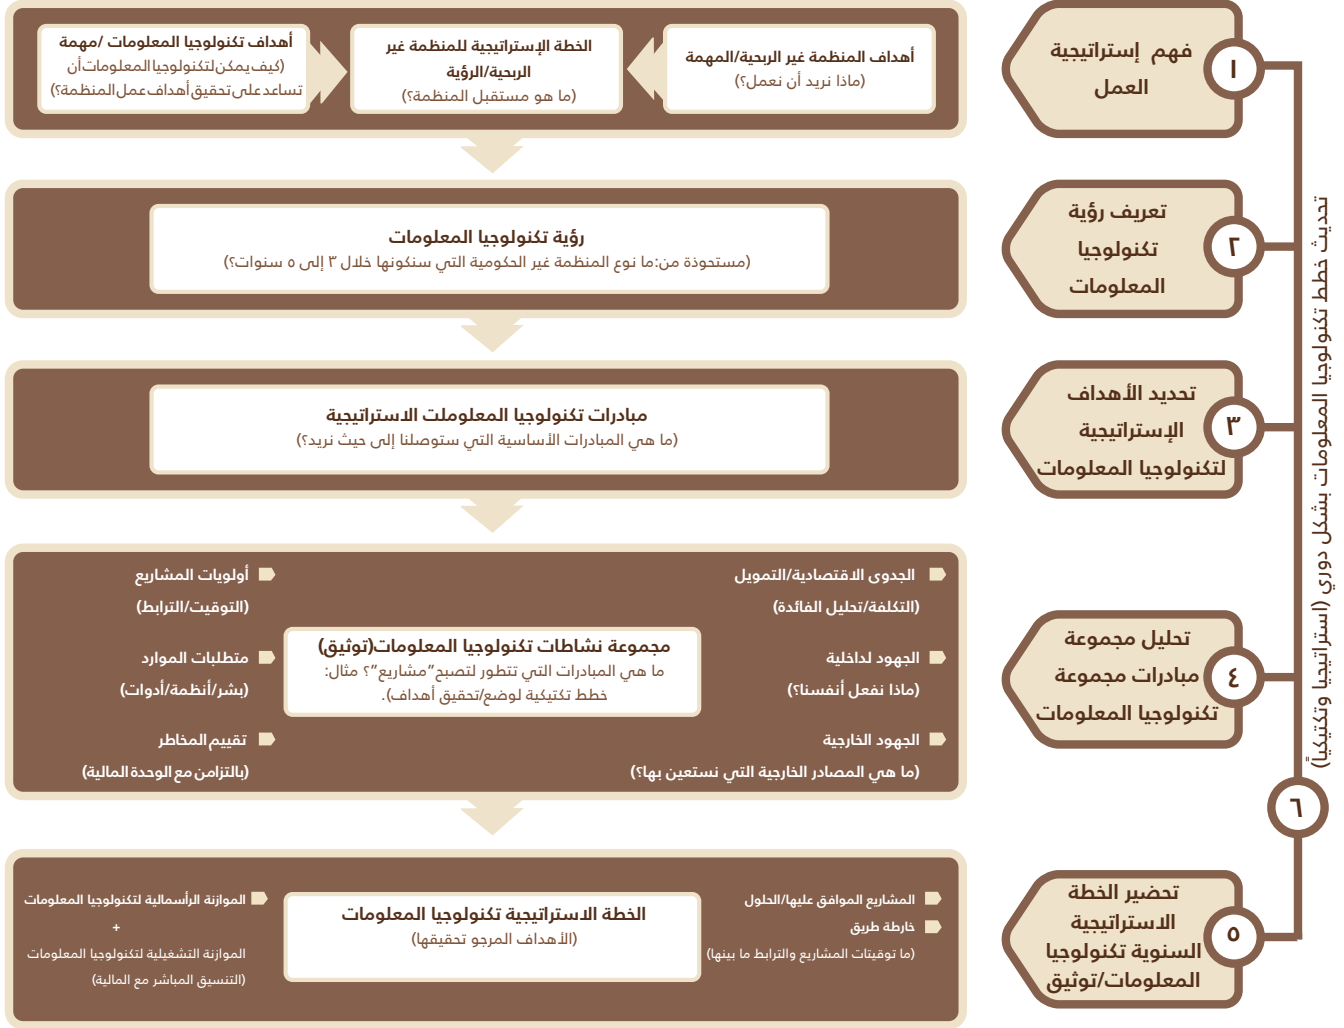 فهم إستراتيجية
العمل
١
أهداف المنظمة غير الربحية/المهمة
(ماذا نريد أن نعمل؟)
الخطة الإستراتيجية للمنظمة غير
الربحية/الرؤية
(ما هو مستقبل المنظمة؟)
أهداف تكنولوجيا المعلومات /مهمة
(كيف يمكن لتكنولوجيا المعلومات أن
تساعد على تحقيق أهداف عمل المنظمة؟)
تعريف رؤية
تكنولوجيا
المعلومات
٢
رؤية تكنولوجيا المعلومات
(مستحوذة من:ما نوع المنظمة غير الحكومية التي سنكونها خلال ٣ إلى ٥ سنوات؟)
تحديد الأهداف
الإستراتيجية
لتكنولوجيا المعلومات
٣
مبادرات تكنولوجيا المعوملت الاستراتيجية
(ما هي المبادرات الأساسية التي ستوصلنا إلى حيث نريد؟)
تحليل مجموعة
مبادرات مجموعة
تكنولوجيا المعلومات
٤
الجدوى الاقتصادية/التمويل
(التكلفة/تحليل الفائدة)
الجهود لداخلية
(ماذا نفعل أنفسنا؟)
الجهود الخارجية
(ما هي المصادر الخارجية التي نستعين بها؟)
مجموعة نشاطات تكنولوجيا المعلومات(توثيق)
ما هي المبادرات التي تتطور لتصبح”مشاريع”؟ مثال:
خطط تكتيكية لوضع/تحقيق أهداف).
أولويات المشاريع
(التوقيت/الترابط)
متطلبات الموارد
(بشر/أنظمة/أدوات)
تقييم المخاطر
(بالتزامن مع الوحدة المالية)
تحضير الخطة
الاستراتيجية
السنوية تكنولوجيا
المعلومات/توثيق
٥
المشاريع الموافق عليها/الحلول
خارطة طريق
(ما توقيتات المشاريع والترابط ما بينها)
الخطة الاستراتيجية تكنولوجيا المعلومات
(الأهداف المرجو تحقيقها)
الموازنة الرأسمالية لتكنولوجيا المعلومات
+
الموازنة التشغيلية لتكنولوجيا المعلومات
(التنسيق المباشر مع المالية)
٦
تحديث خطط تكنولوجيا المعلومات بشكل دوري (استراتيجيا وتكتيكياً)